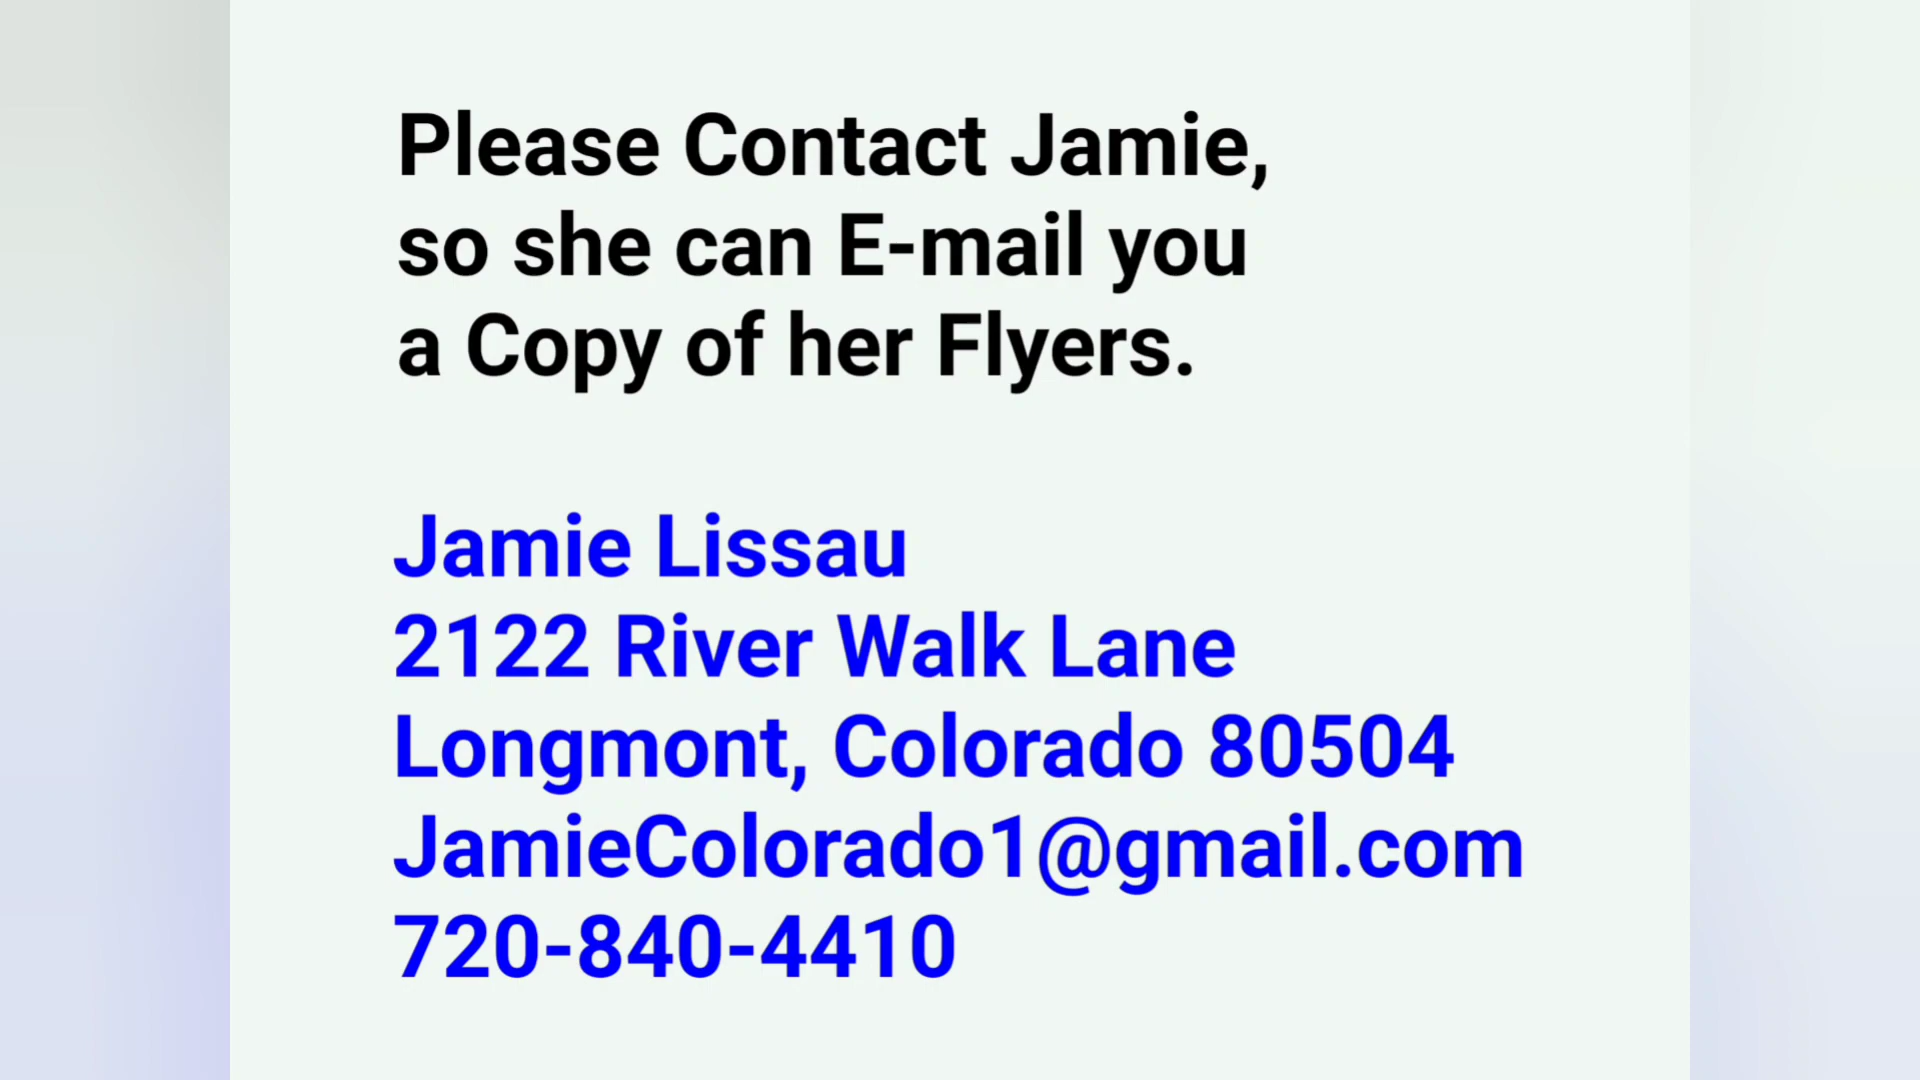 Please Contact Jamie,
so she can E-mail you
a Copy of her Flyers.
Jamie Lissau
2122 River Walk Lane
Longmont, Colorado 80504
JamieColorado1@gmail.com
720-840-4410